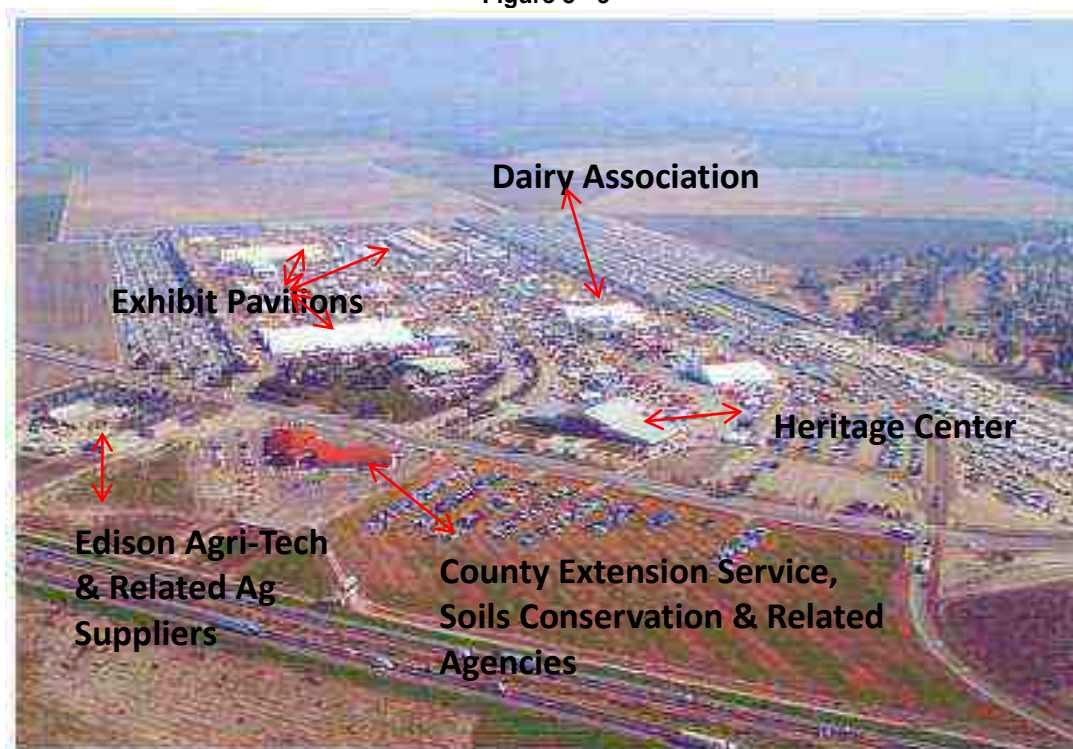 Dairy Association
Exhibit Pavilions
Heritage Center
Edison Agri-Tech
& Related Ag
Suppliers
County Extension Service,
Soils Conservation & Related
Agencies